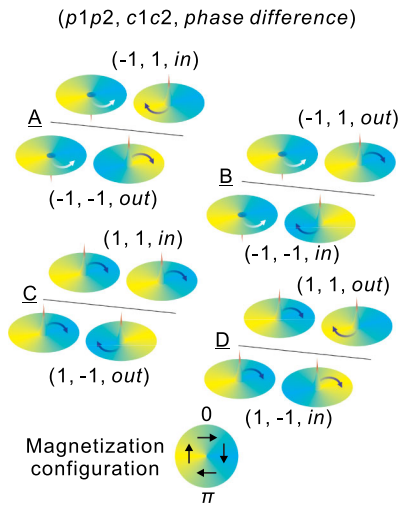 (p1p2, c1c2, phase difference)
(-1, 1, in)
A
(-1, -1, out)
(-1, 1, out)
B
(-1, -1, in)
(1, 1, in)
C
(1, -1, out)
(1, 1, out)
D
(1, -1, in)
0
Magnetization
configuration
π